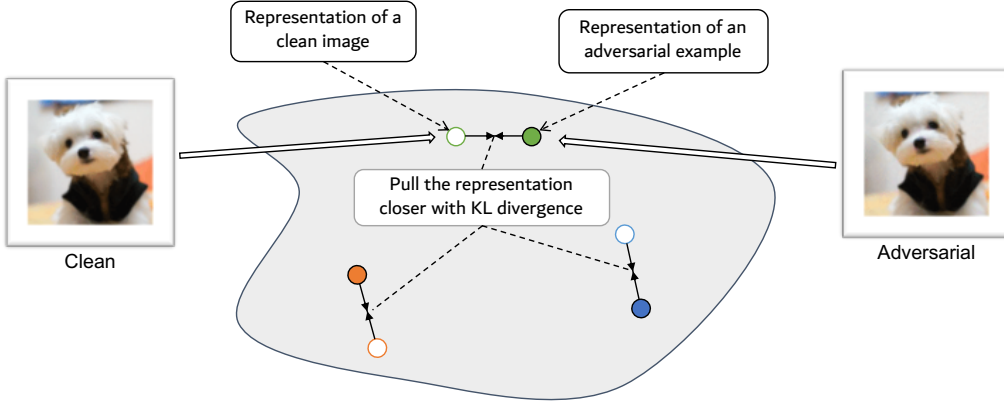 Representation of a
clean image
Representation of an
adversarial example
Pull the representation
closer with KL divergence
Clean
Adversarial